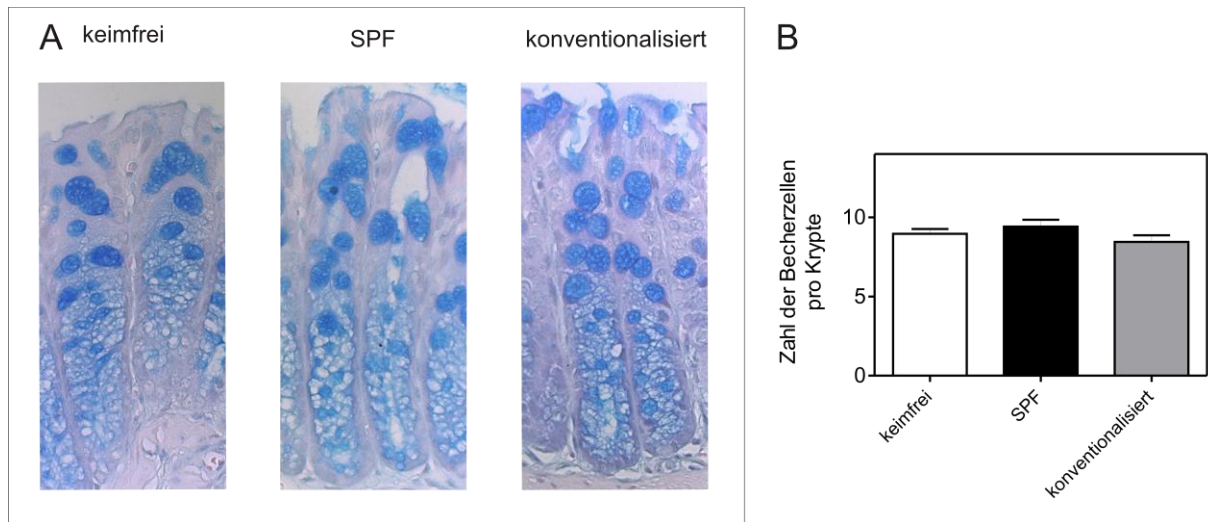 A
keimfrei
SPF
konventionalisiert
B
Zahl der Becherzellen
pro Krypte
10
5
0
keimfrei
SPF
konventionalisiert